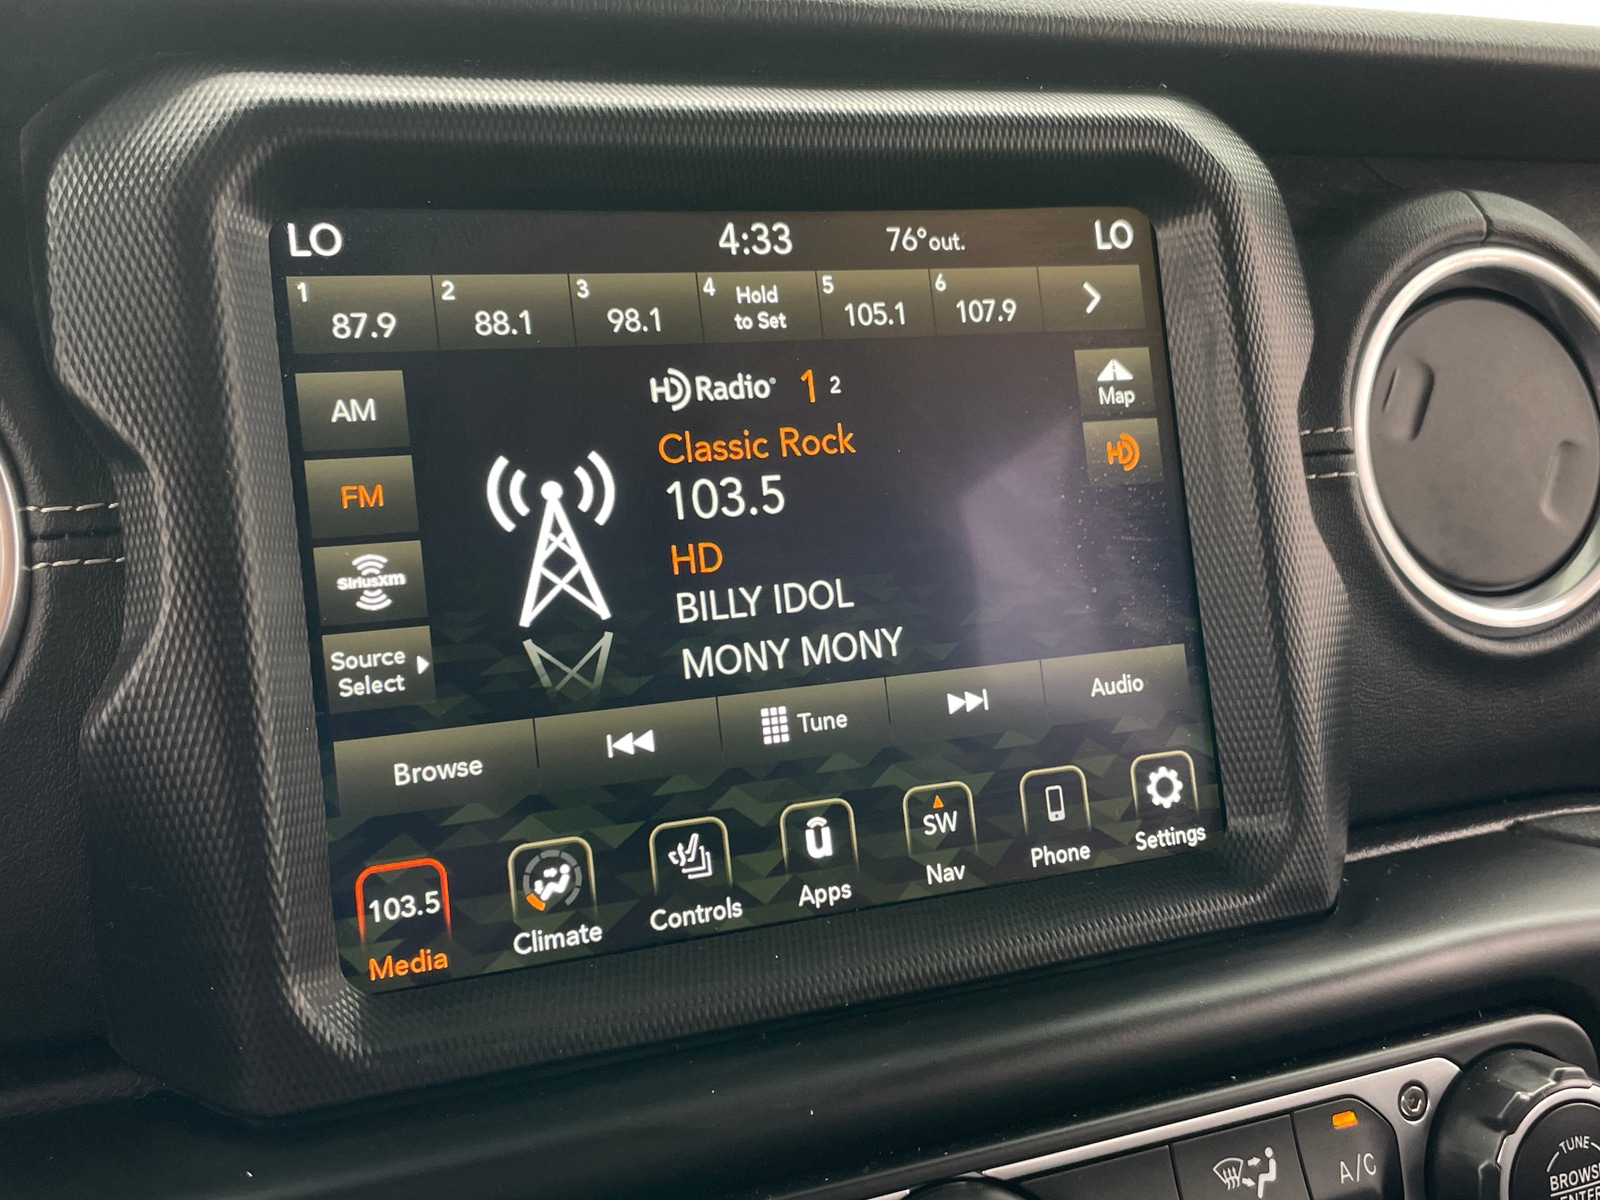 LO 4:33 76° out. LO
1 87.9 2 88.1 3 98.1 4 Hold to Set 5 105.1 6 107.9
AM
FM
SiriusXM
Source
Select
HD Radio 1 2
Classic Rock
103.5
HD
BILLY IDOL
MONY MONY
Map
HD
Browse Tune Audio
103.5
Media
Climate
Controls
Apps
SW
Nav
Phone
Settings
A/C
TUNE
BROWS